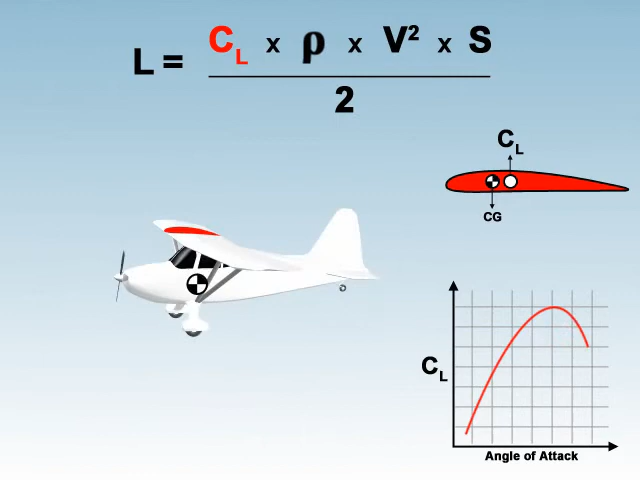 L = C_L x ρ x V² x S
2
C_L
CG
C_L
Angle of Attack